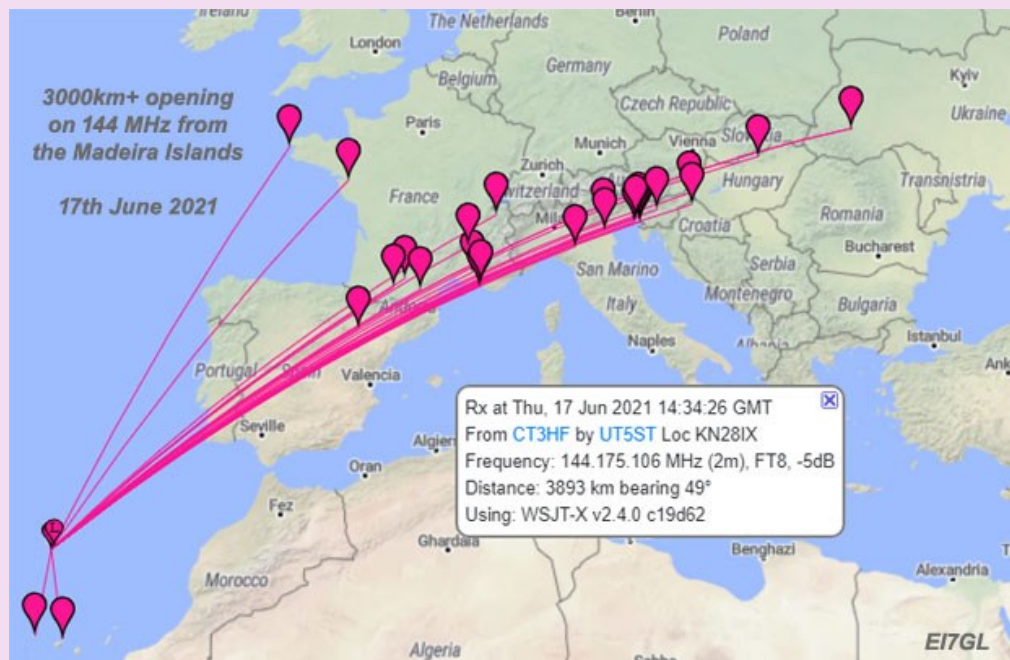 Ireland
The Netherlands
Berlin
Poland
London
Belgium
Germany
Kyiv
Ukraine
3000km+ opening
on 144 MHz from
the Madeira Islands
17th June 2021
Paris
Czech Republic
Munich
Vienna
Slovakia
Zurich
Switzerland
France
Hungary
Transnistria
Croatia
Romania
Bucharest
San Marino
Serbia
Italy
Montenegro
Bulgaria
Andorra
Istanbul
Naples
Albania
Ank
Portugal
Spain
Valencia
Seville
Algiers
Oran
Rx at Thu, 17 Jun 2021 14:34:26 GMT
From CT3HF by UT5ST Loc KN28IX
Frequency: 144.175.106 MHz (2m), FT8, -5dB
Distance: 3893 km bearing 49°
Using: WSJT-X v2.4.0 c19d62
Fez
Ghardaia
Benghazi
Alexandria
Morocco
Algeria
EI7GL